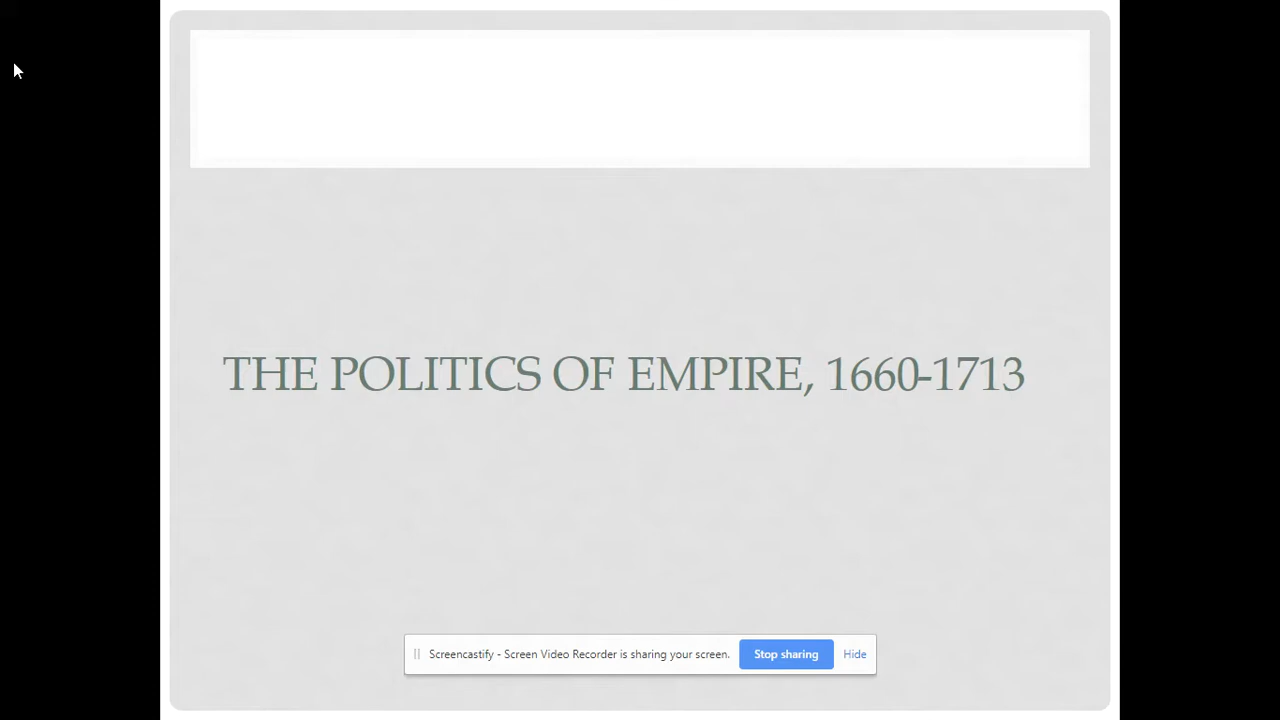 THE POLITICS OF EMPIRE, 1660-1713
Screencastify - Screen Video Recorder is sharing your screen. Stop sharing Hide